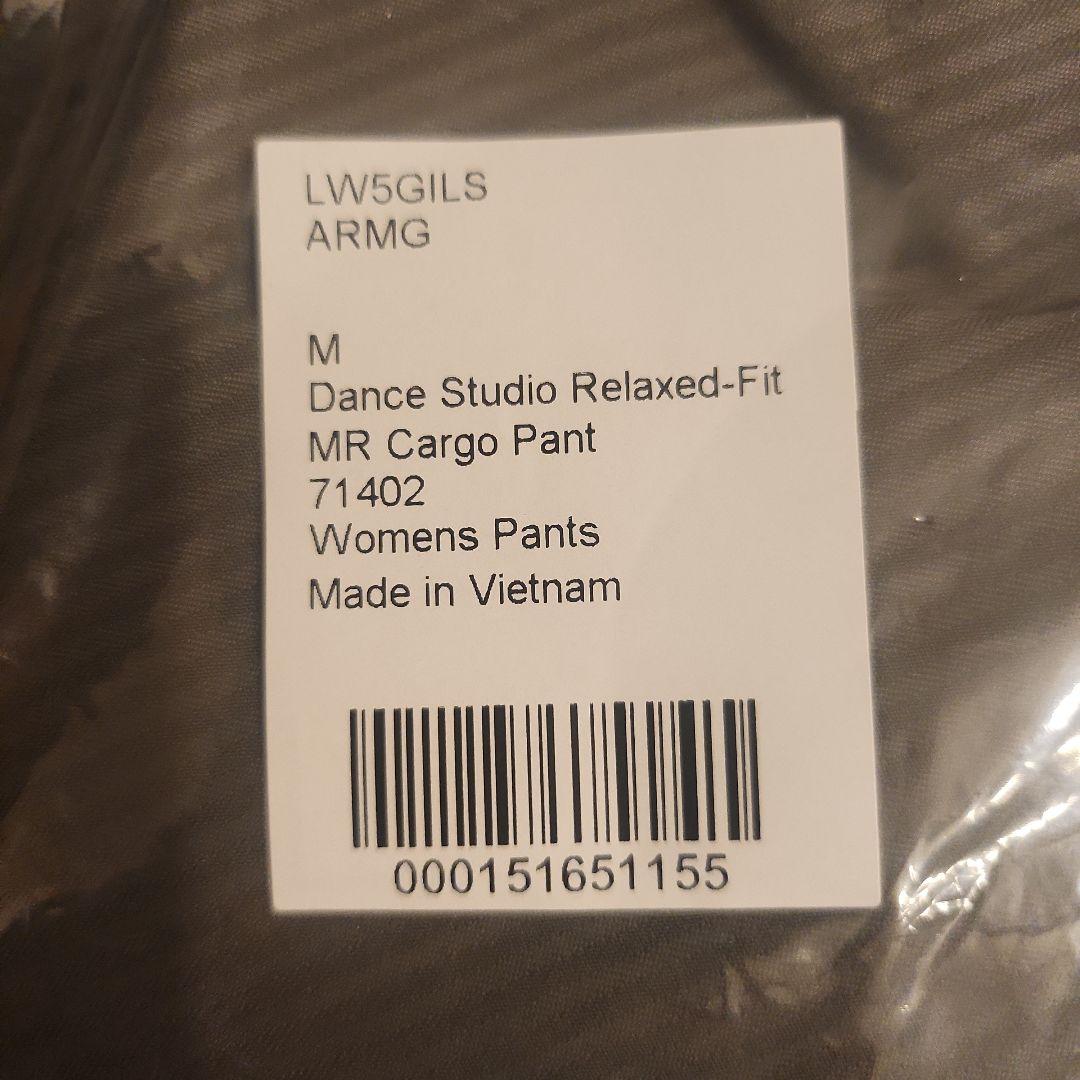 LW5GILS
ARMG
M
Dance Studio Relaxed-Fit
MR Cargo Pant
71402
Womens Pants
Made in Vietnam
000151651155